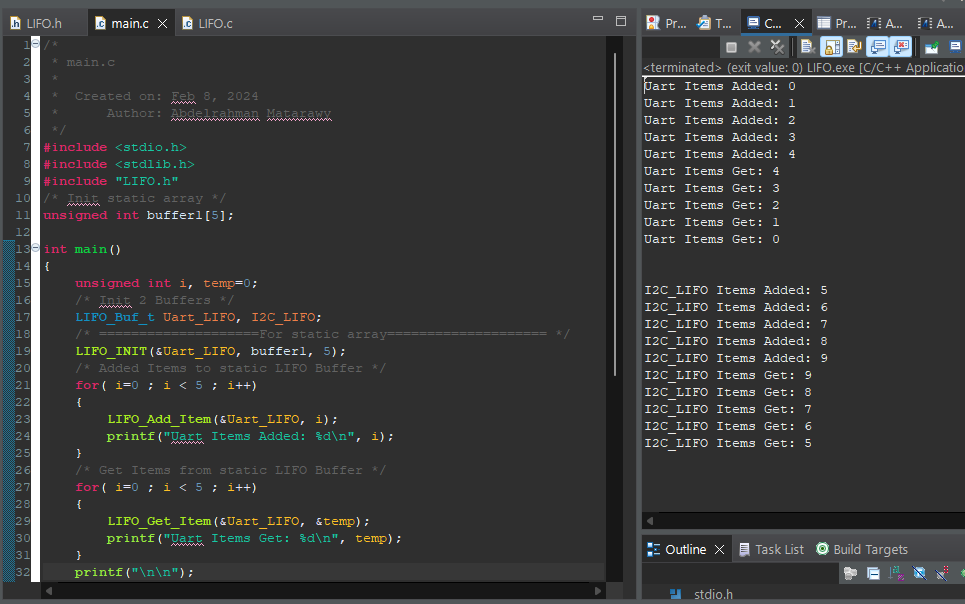 LIFO.h main.c LIFO.c
1 /*
2 * main.c
3 *
4 * Created on: Feb 8, 2024
5 * Author: Abdelrahman Matarawy
6 */
7 #include <stdio.h>
8 #include <stdlib.h>
9 #include "LIFO.h"
10 /* Init static array */
11 unsigned int buffer1[5];
12
13 int main()
14 {
15 unsigned int i, temp=0;
16 /* Init 2 Buffers */
17 LIFO_Buf_t Uart_LIFO, I2C_LIFO;
18 /* ====================For static array==================== */
19 LIFO_INIT(&Uart_LIFO, buffer1, 5);
20 /* Added Items to static LIFO Buffer */
21 for( i=0 ; i < 5 ; i++)
22 {
23 LIFO_Add_Item(&Uart_LIFO, i);
24 printf("Uart Items Added: %d\n", i);
25 }
26 /* Get Items from static LIFO Buffer */
27 for( i=0 ; i < 5 ; i++)
28 {
29 LIFO_Get_Item(&Uart_LIFO, &temp);
30 printf("Uart Items Get: %d\n", temp);
31 }
32 printf("\n\n");
Pr... T... C... Pr... A... A...
<terminated> (exit value: 0) LIFO.exe [C/C++ Applicatio
Uart Items Added: 0
Uart Items Added: 1
Uart Items Added: 2
Uart Items Added: 3
Uart Items Added: 4
Uart Items Get: 4
Uart Items Get: 3
Uart Items Get: 2
Uart Items Get: 1
Uart Items Get: 0
I2C_LIFO Items Added: 5
I2C_LIFO Items Added: 6
I2C_LIFO Items Added: 7
I2C_LIFO Items Added: 8
I2C_LIFO Items Added: 9
I2C_LIFO Items Get: 9
I2C_LIFO Items Get: 8
I2C_LIFO Items Get: 7
I2C_LIFO Items Get: 6
I2C_LIFO Items Get: 5
Outline Task List Build Targets
stdio.h